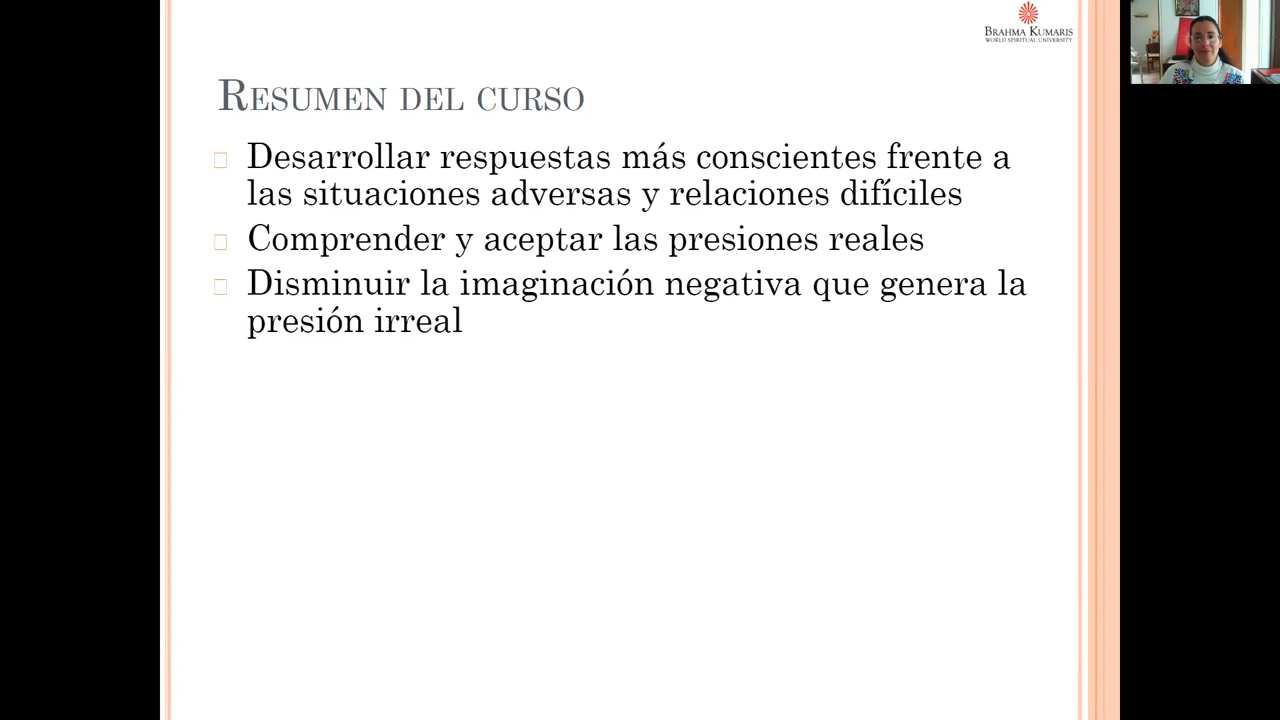 BRAHMA KUMARIS
WORLD SPIRITUAL UNIVERSITY
RESUMEN DEL CURSO
Desarrollar respuestas más conscientes frente a
las situaciones adversas y relaciones difíciles
Comprender y aceptar las presiones reales
Disminuir la imaginación negativa que genera la
presión irreal